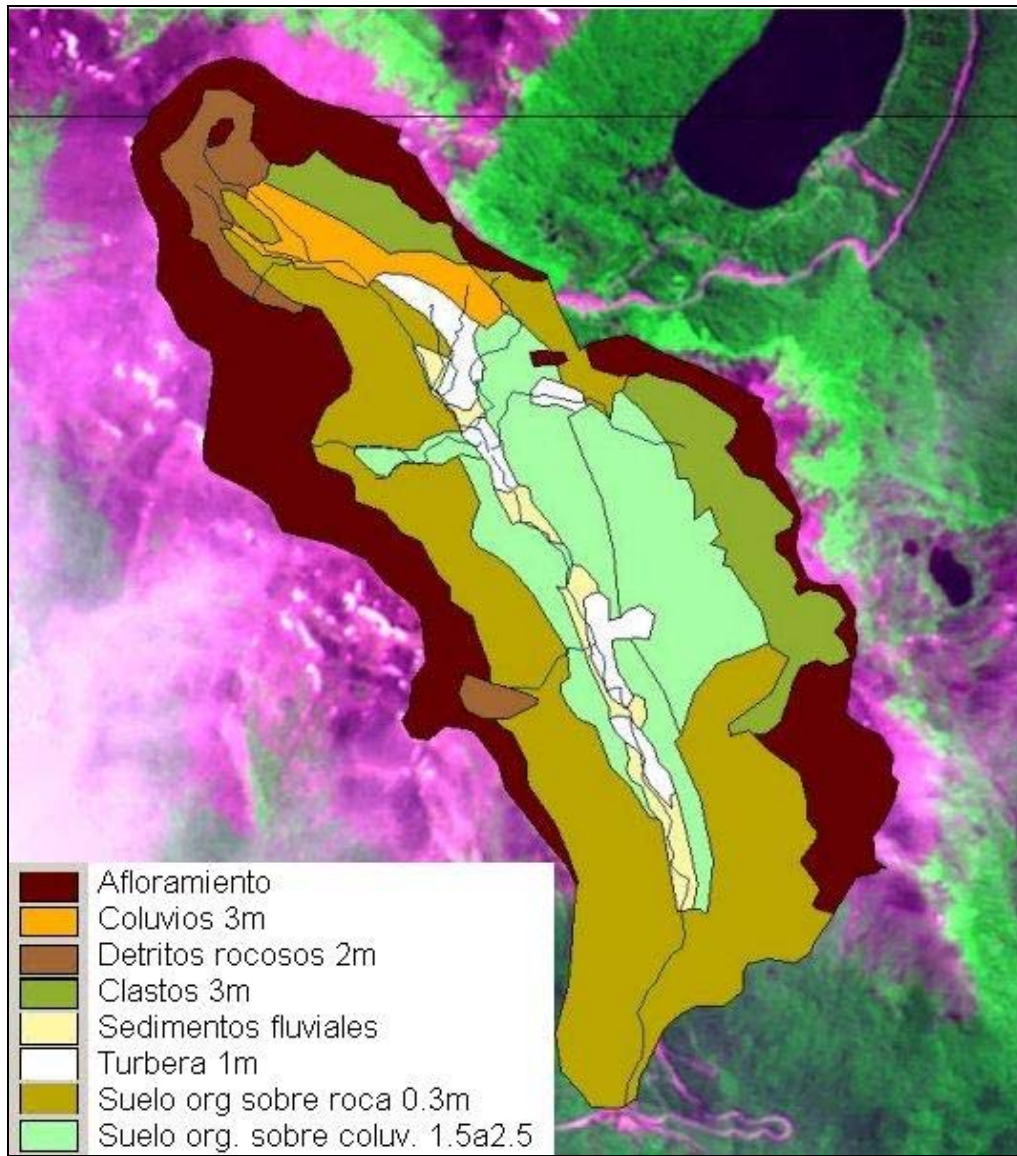 Afloramiento
Coluvios 3m
Detritos rocosos 2m
Clastos 3m
Sedimentos fluviales
Turbera 1m
Suelo org sobre roca 0.3m
Suelo org. sobre coluv. 1.5a2.5